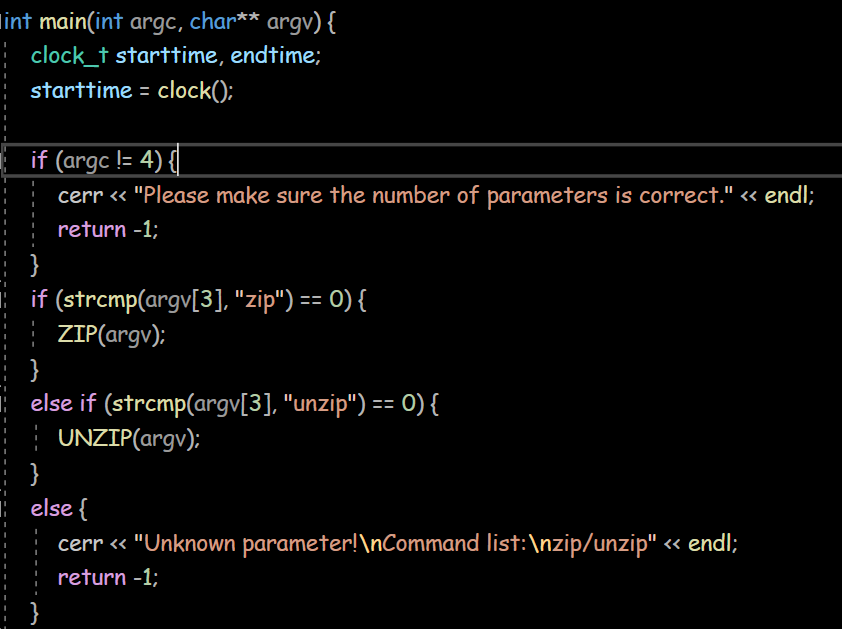 int main(int argc, char** argv) {
clock_t starttime, endtime;
starttime = clock();
if (argc != 4) {
cerr << "Please make sure the number of parameters is correct." << endl;
return -1;
}
if (strcmp(argv[3], "zip") == 0) {
ZIP(argv);
}
else if (strcmp(argv[3], "unzip") == 0) {
UNZIP(argv);
}
else {
cerr << "Unknown parameter!\nCommand list:\nzip/unzip" << endl;
return -1;
}